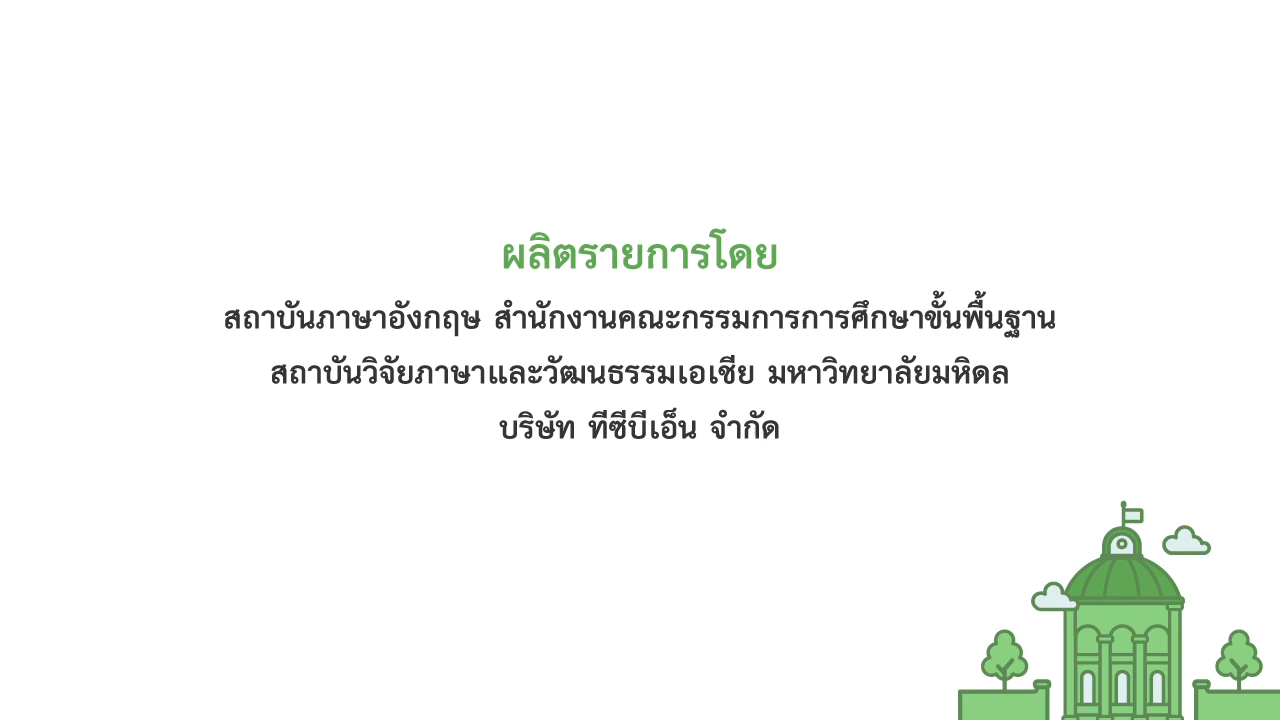 ผลิตรายการโดย
สถาบันภาษาอังกฤษ สำนักงานคณะกรรมการการศึกษาขั้นพื้นฐาน
สถาบันวิจัยภาษาและวัฒนธรรมเอเชีย มหาวิทยาลัยมหิดล
บริษัท ทีซีบีเอ็น จำกัด